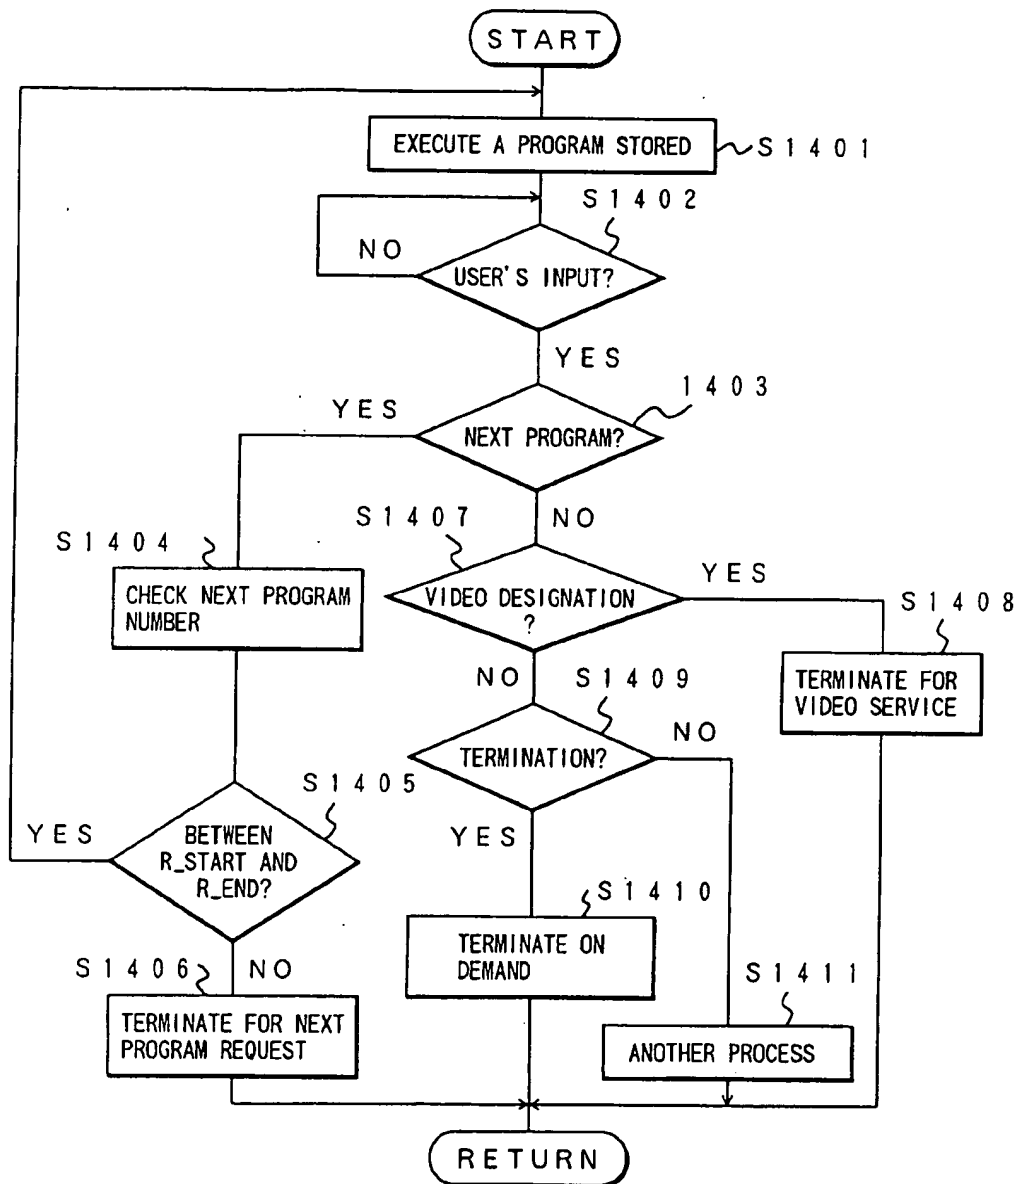 START
EXECUTE A PROGRAM STORED
S1401
S1402
NO
USER'S INPUT?
YES
1403
YES
NEXT PROGRAM?
NO
S1407
S1404
CHECK NEXT PROGRAM
NUMBER
VIDEO DESIGNATION
?
YES
S1408
TERMINATE FOR
VIDEO SERVICE
NO
S1409
TERMINATION?
NO
YES
S1405
YES
BETWEEN
R_START AND
R_END?
NO
S1406
TERMINATE FOR NEXT
PROGRAM REQUEST
S1410
TERMINATE ON
DEMAND
S1411
ANOTHER PROCESS
RETURN